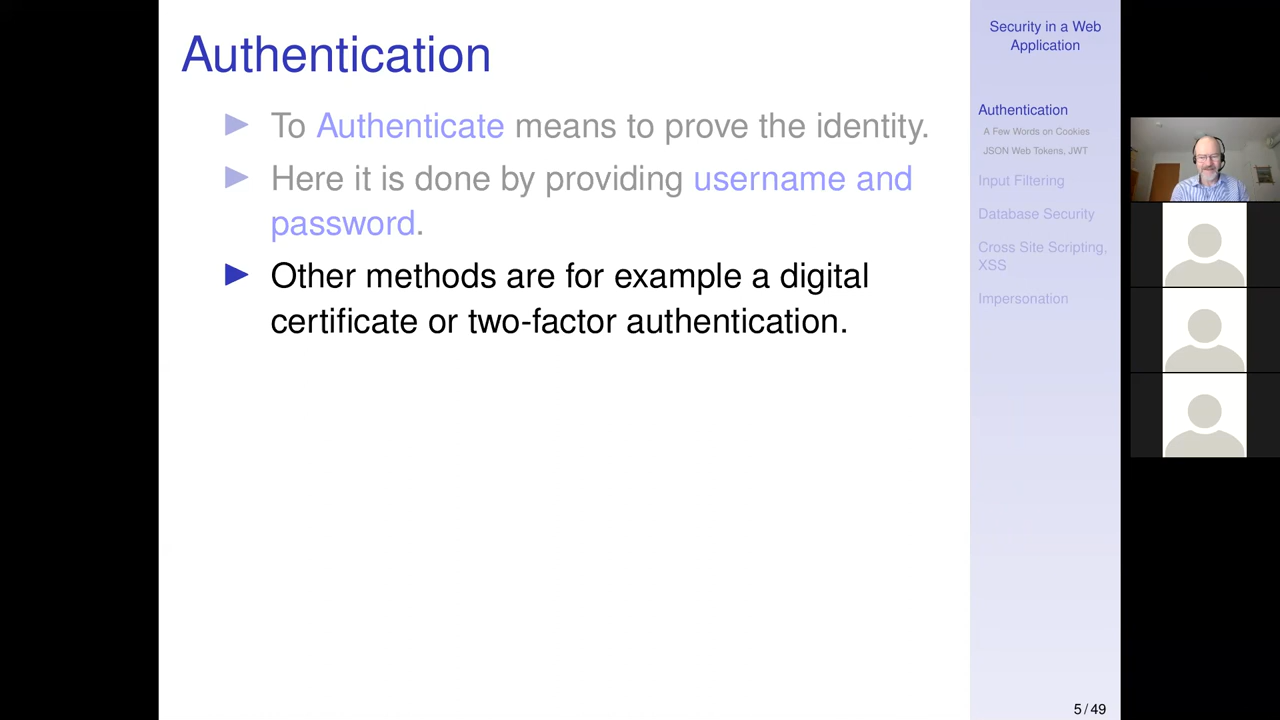 Authentication
To Authenticate means to prove the identity.
Here it is done by providing username and
password.
Other methods are for example a digital
certificate or two-factor authentication.
Security in a Web
Application
Authentication
A Few Words on Cookies
JSON Web Tokens, JWT
Input Filtering
Database Security
Cross Site Scripting,
XSS
Impersonation
5 / 49